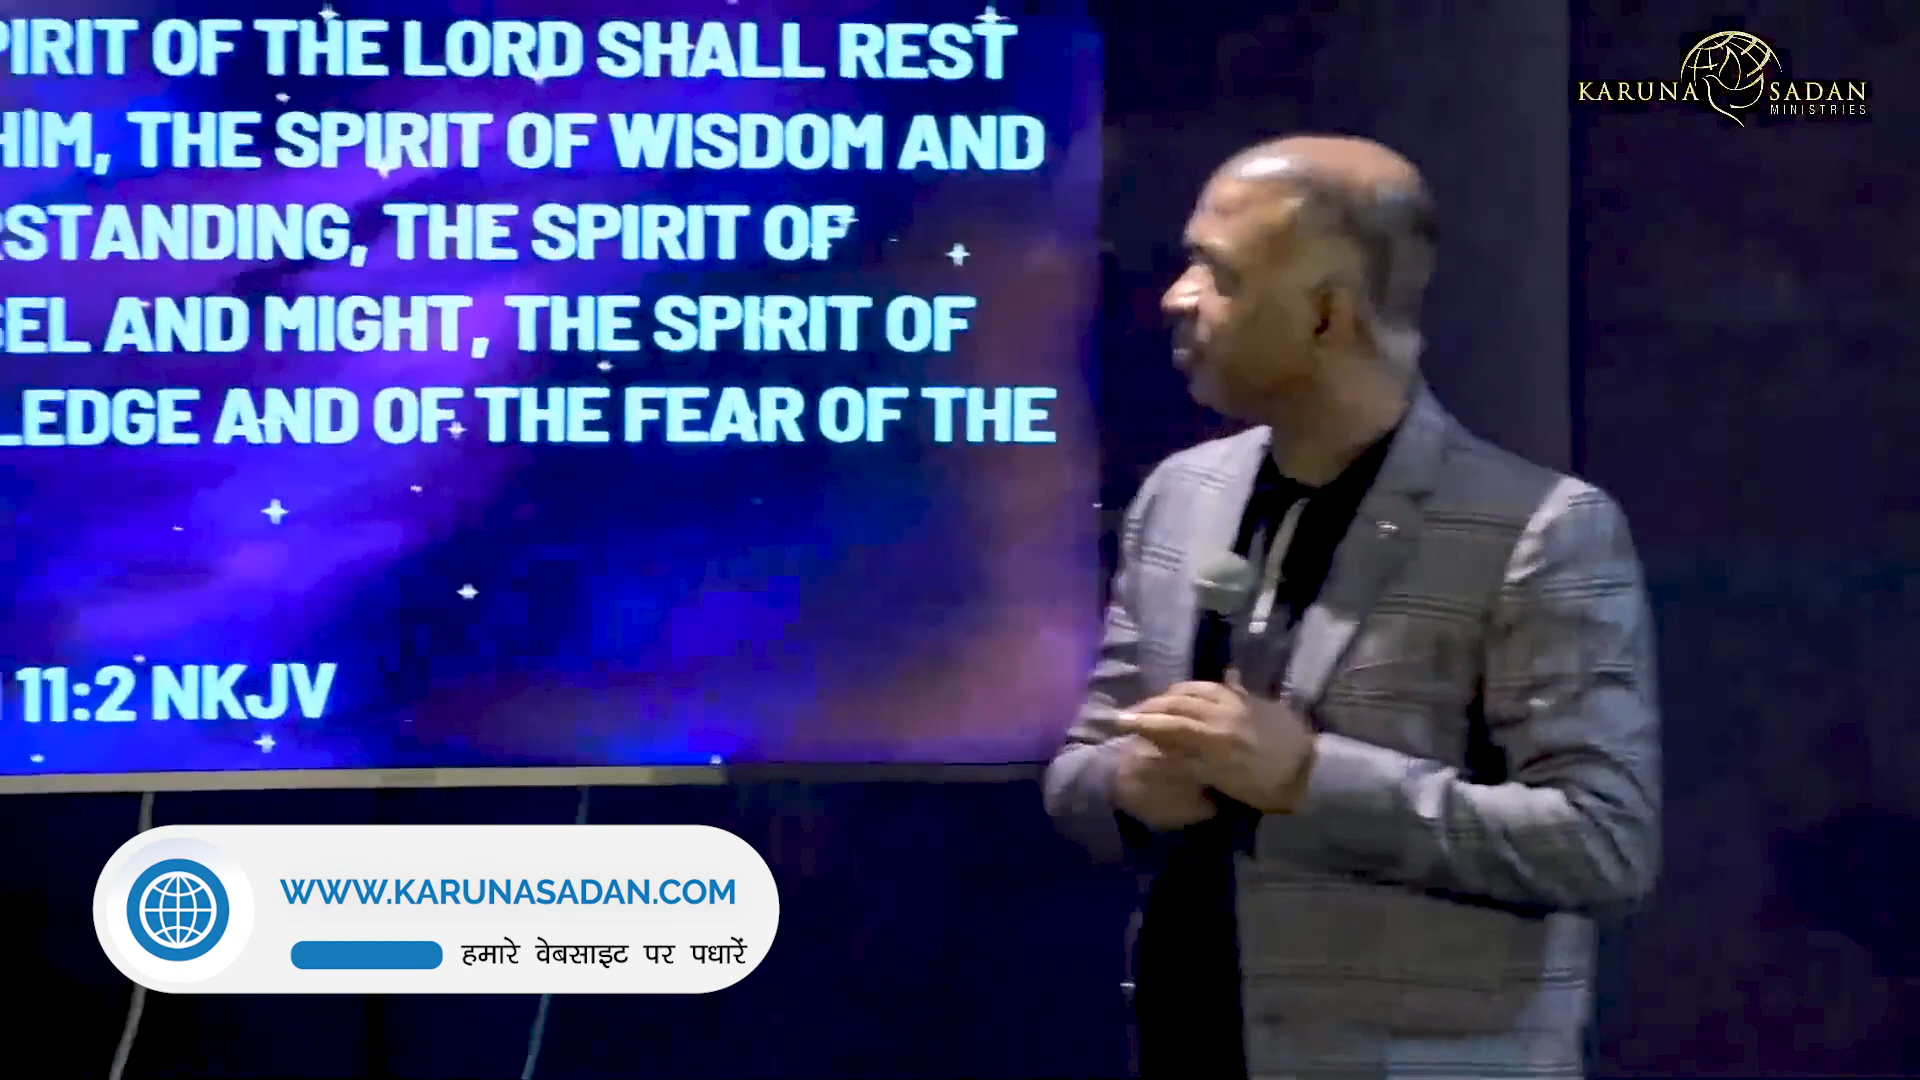 PIRIT OF THE LORD SHALL REST
HIM, THE SPIRIT OF WISDOM AND
RSTANDING, THE SPIRIT OF
SEL AND MIGHT, THE SPIRIT OF
LEDGE AND OF THE FEAR OF THE
11:2 NKJV
KARUNA SADAN
MINISTRIES
WWW.KARUNASADAN.COM
हमारे वेबसाइट पर पधारें